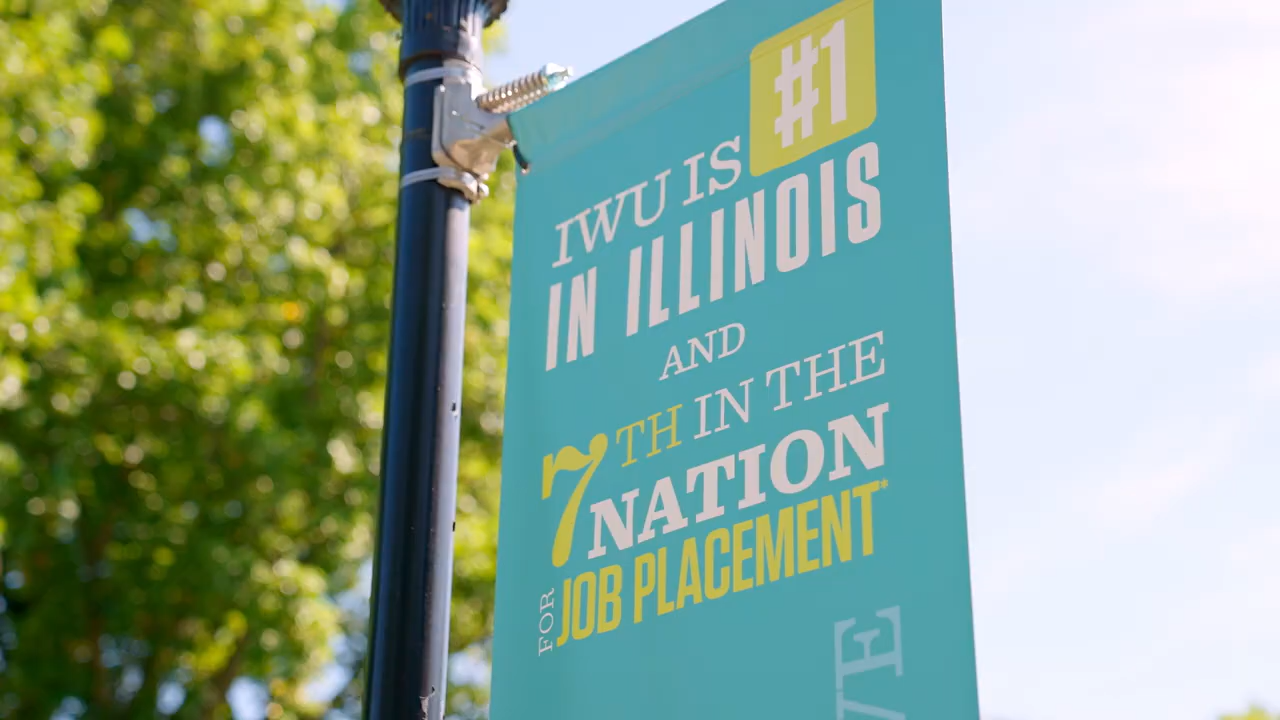 IWU IS #1
IN ILLINOIS
AND
7TH IN THE
NATION
FOR JOB PLACEMENT*